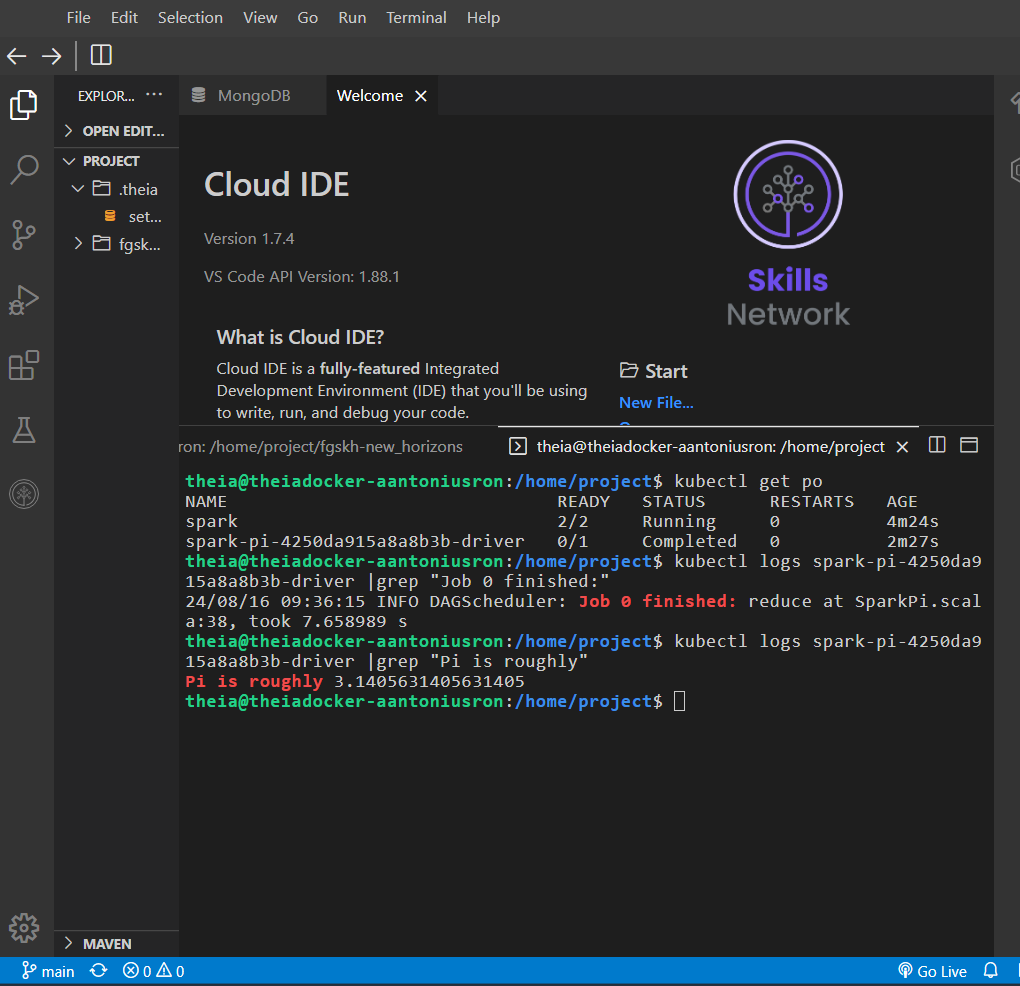 File Edit Selection View Go Run Terminal Help
EXPLOR... ...
MongoDB
Welcome
OPEN EDIT...
PROJECT
.theia
set...
fgsk...
Cloud IDE
Version 1.7.4
VS Code API Version: 1.88.1
Skills
Network
What is Cloud IDE?
Cloud IDE is a fully-featured Integrated
Development Environment (IDE) that you'll be using
to write, run, and debug your code.
Start
New File...
ron: /home/project/fgskh-new_horizons
theia@theiadocker-aantoniusron: /home/project
theia@theiadocker-aantoniusron:/home/project$ kubectl get po
NAME READY STATUS RESTARTS AGE
spark 2/2 Running 0 4m24s
spark-pi-4250da915a8a8b3b-driver 0/1 Completed 0 2m27s
theia@theiadocker-aantoniusron:/home/project$ kubectl logs spark-pi-4250da9
15a8a8b3b-driver |grep "Job 0 finished:"
24/08/16 09:36:15 INFO DAGScheduler: Job 0 finished: reduce at SparkPi.scal
a:38, took 7.658989 s
theia@theiadocker-aantoniusron:/home/project$ kubectl logs spark-pi-4250da9
15a8a8b3b-driver |grep "Pi is roughly"
Pi is roughly 3.1405631405631405
theia@theiadocker-aantoniusron:/home/project$
MAVEN
main 0 0
Go Live